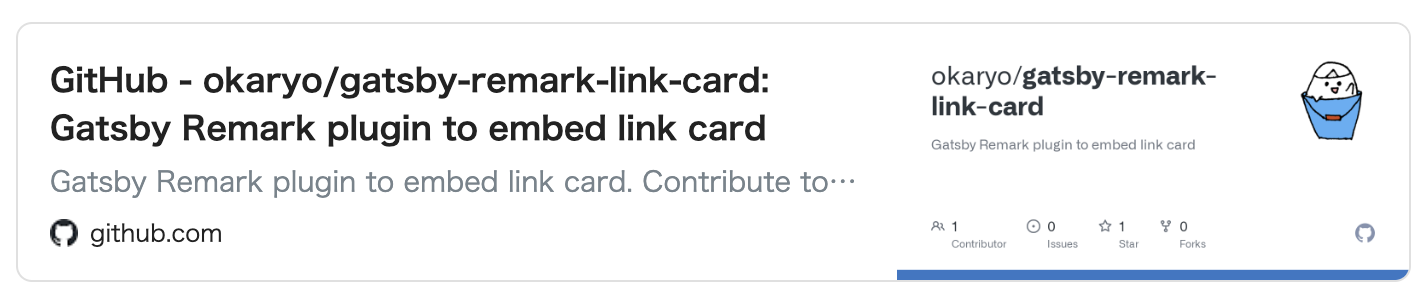 GitHub - okaryo/gatsby-remark-link-card:
Gatsby Remark plugin to embed link card
Gatsby Remark plugin to embed link card. Contribute to…
github.com
okaryo/gatsby-remark-
link-card
Gatsby Remark plugin to embed link card
1 0 1 0
Contributor Issues Star Forks